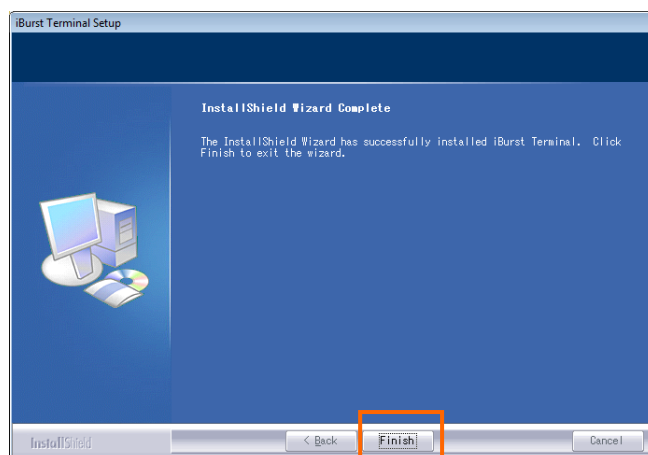 iBurst Terminal Setup
InstallShield Wizard Complete
The InstallShield Wizard has successfully installed iBurst Terminal. Click
Finish to exit the wizard.
InstallShield
< Back Finish Cancel